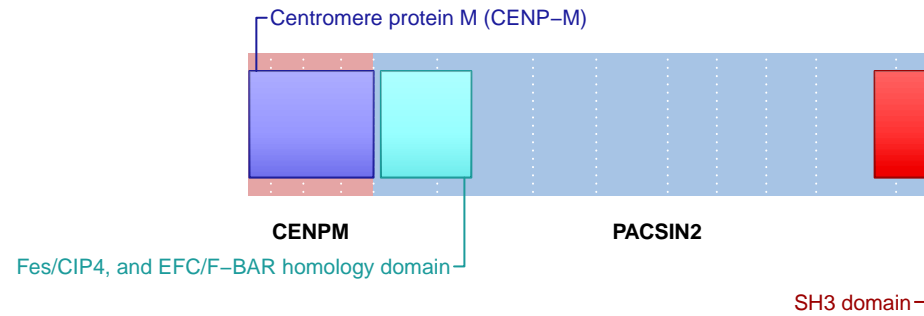 Centromere protein M (CENP−M)
CENPM
PACSIN2
Fes/CIP4, and EFC/F−BAR homology domain
SH3 domain